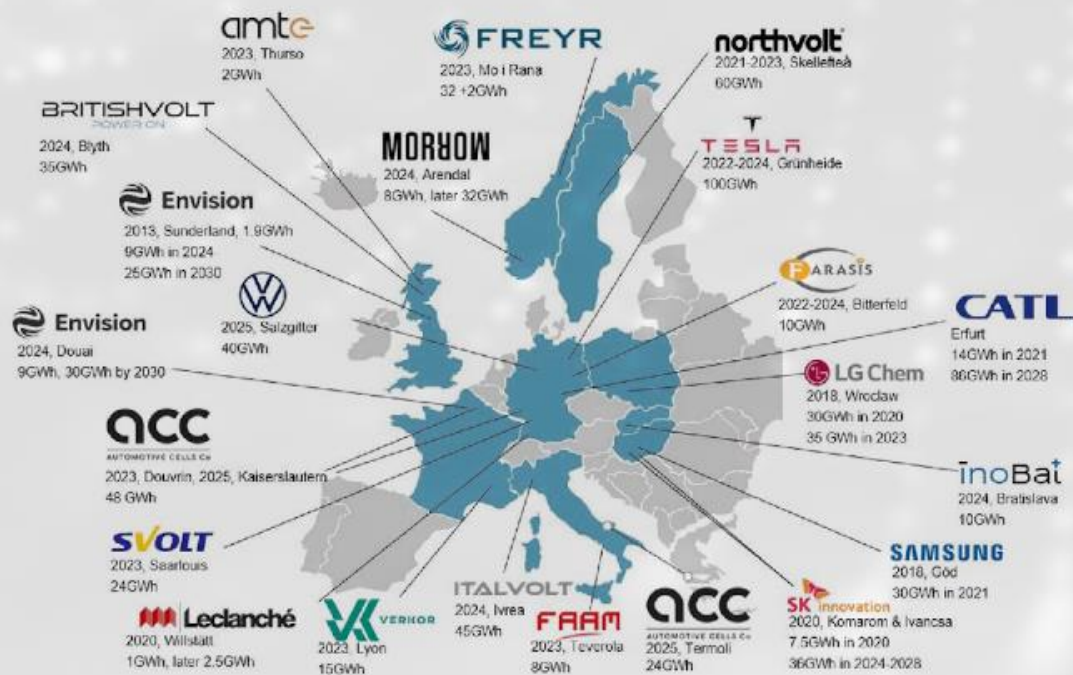 amte
2023, Thurso
2GWh
FREYR
2023, Mo i Rana
32 +2GWh
northvolt
2021-2023, Skellefteå
60GWh
BRITISHVOLT
POWER ON
2024, Blyth
35GWh
MORROW
2024, Arendal
8GWh, later 32GWh
TESLA
2022-2024, Grünheide
100GWh
Envision
2013, Sunderland, 1.9GWh
9GWh in 2024
25GWh in 2030
FARASIS
2022-2024, Bitterfeld
10GWh
CATL
Erfurt
14GWh in 2021
86GWh in 2028
VW
2025, Salzgitter
40GWh
Envision
2024, Douai
9GWh, 30GWh by 2030
LG Chem
2018, Wroclaw
30GWh in 2020
35 GWh in 2023
acc
AUTOMOTIVE CELLS Co
2023, Douvrin, 2025, Kaiserslautern
48 GWh
inoBat
2024, Bratislava
10GWh
SVOLT
2023, Saarlouis
24GWh
SAMSUNG
2018, Göd
30GWh in 2021
Leclanché
2020, Willstätt
1GWh, later 2.5GWh
VERKOR
2023, Lyon
15GWh
ITALVOLT
2024, Ivrea
45GWh
FAAM
2023, Teverola
8GWh
acc
AUTOMOTIVE CELLS Co
2025, Termoli
24GWh
SK innovation
2020, Komarom & Ivancsa
7.5GWh in 2020
36GWh in 2024-2028